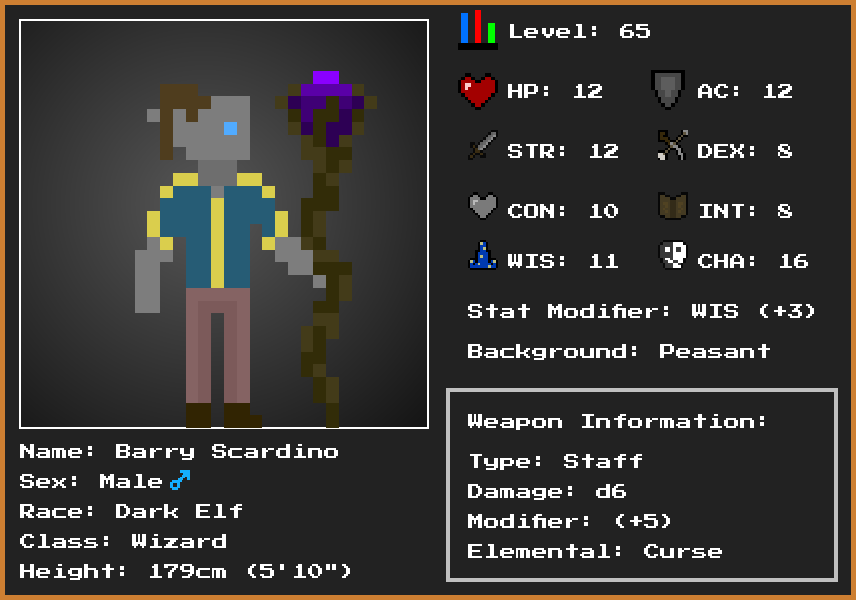 Level: 65
HP: 12 AC: 12
STR: 12 DEX: 8
CON: 10 INT: 8
WIS: 11 CHA: 16
Stat Modifier: WIS (+3)
Background: Peasant
Weapon Information:
Type: Staff
Damage: d6
Modifier: (+5)
Elemental: Curse
Name: Barry Scardino
Sex: Male♂
Race: Dark Elf
Class: Wizard
Height: 179cm (5'10")